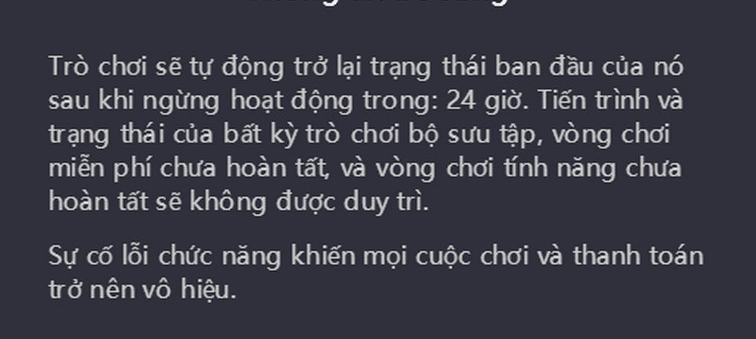 Trò chơi sẽ tự động trở lại trạng thái ban đầu của nó
sau khi ngừng hoạt động trong: 24 giờ. Tiến trình và
trạng thái của bất kỳ trò chơi bộ sưu tập, vòng chơi
miễn phí chưa hoàn tất, và vòng chơi tính năng chưa
hoàn tất sẽ không được duy trì.
Sự cố lỗi chức năng khiến mọi cuộc chơi và thanh toán
trở nên vô hiệu.